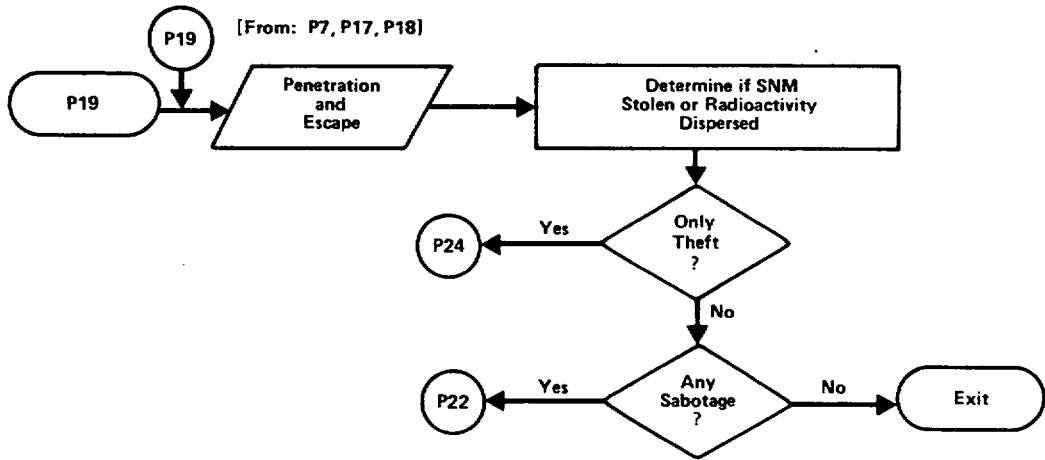 P19
[From: P7, P17, P18]
P19
Penetration
and
Escape
Determine if SNM
Stolen or Radioactivity
Dispersed
Only
Theft
?
Yes
P24
No
Any
Sabotage
?
Yes
P22
No
Exit